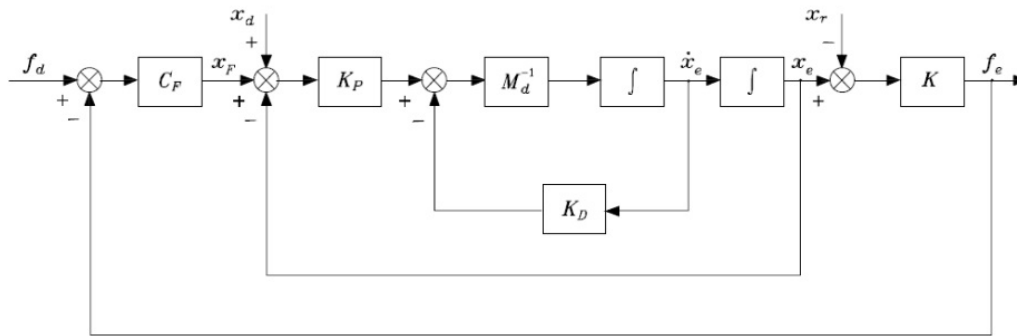 x_d
+
x_r
−
f_d
+
−
C_F
x_F
+
−
K_P
+
−
M_d^{-1}
∫
ẋ_e
∫
x_e
+
K
f_e
K_D